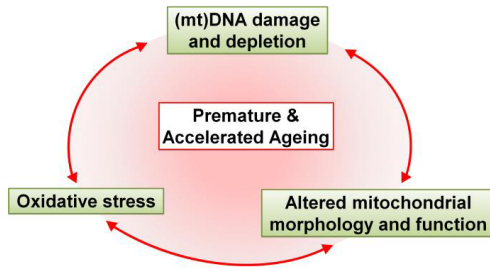 (mt)DNA damage
and depletion
Premature &
Accelerated Ageing
Oxidative stress
Altered mitochondrial
morphology and function